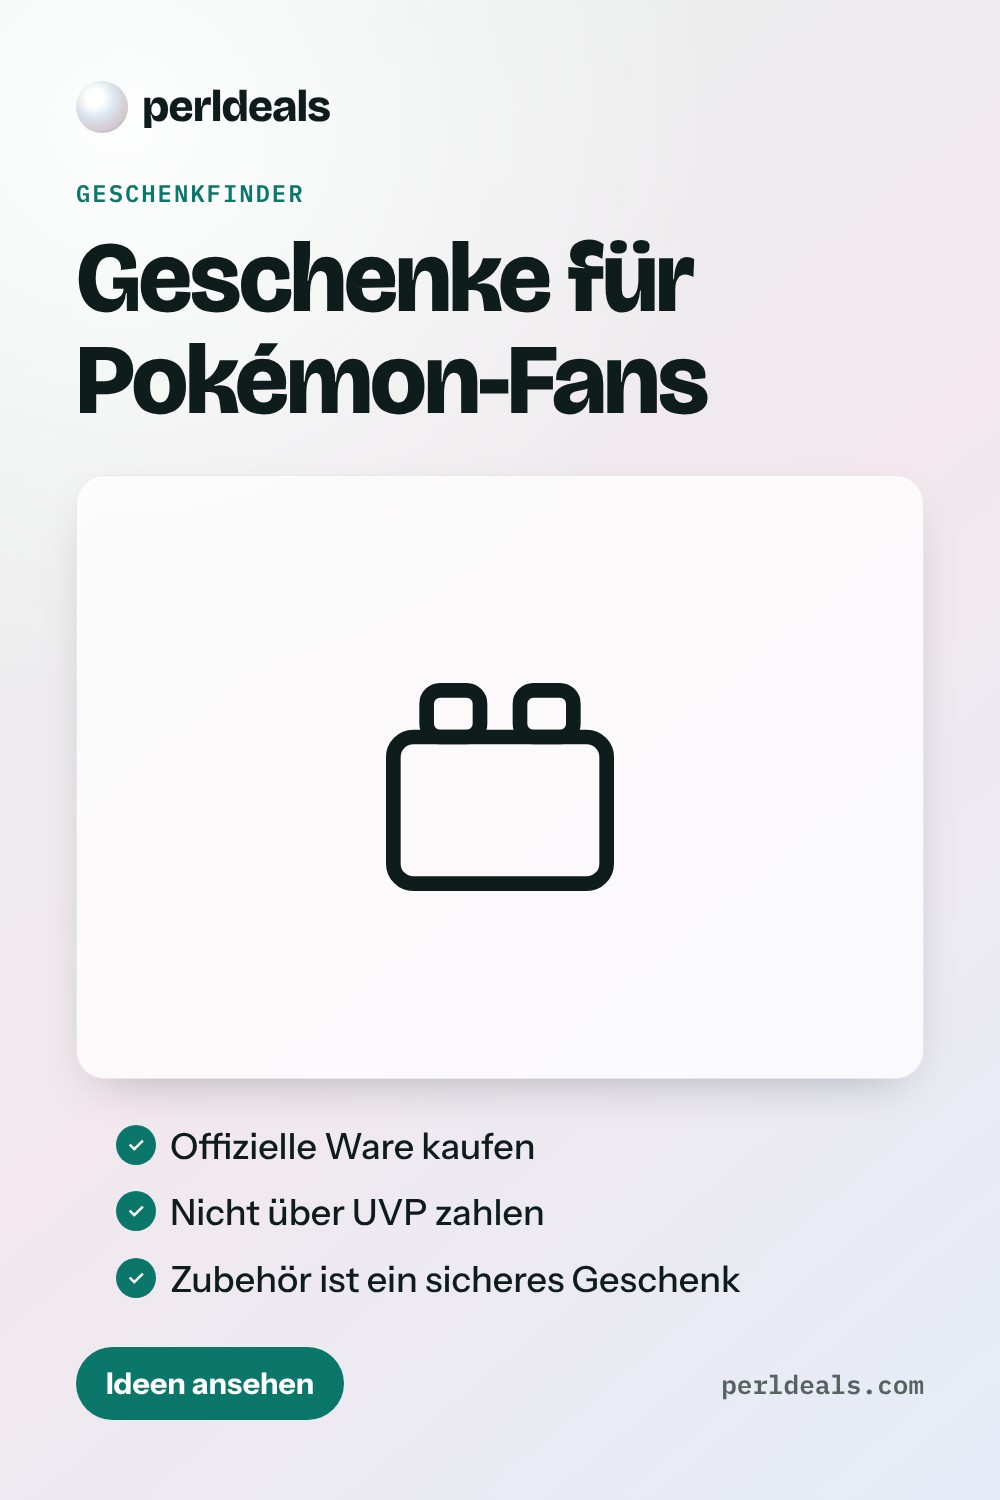 perldeals
GESCHENKFINDER
Geschenke für
Pokémon-Fans
Offizielle Ware kaufen
Nicht über UVP zahlen
Zubehör ist ein sicheres Geschenk
Ideen ansehen
perldeals.com